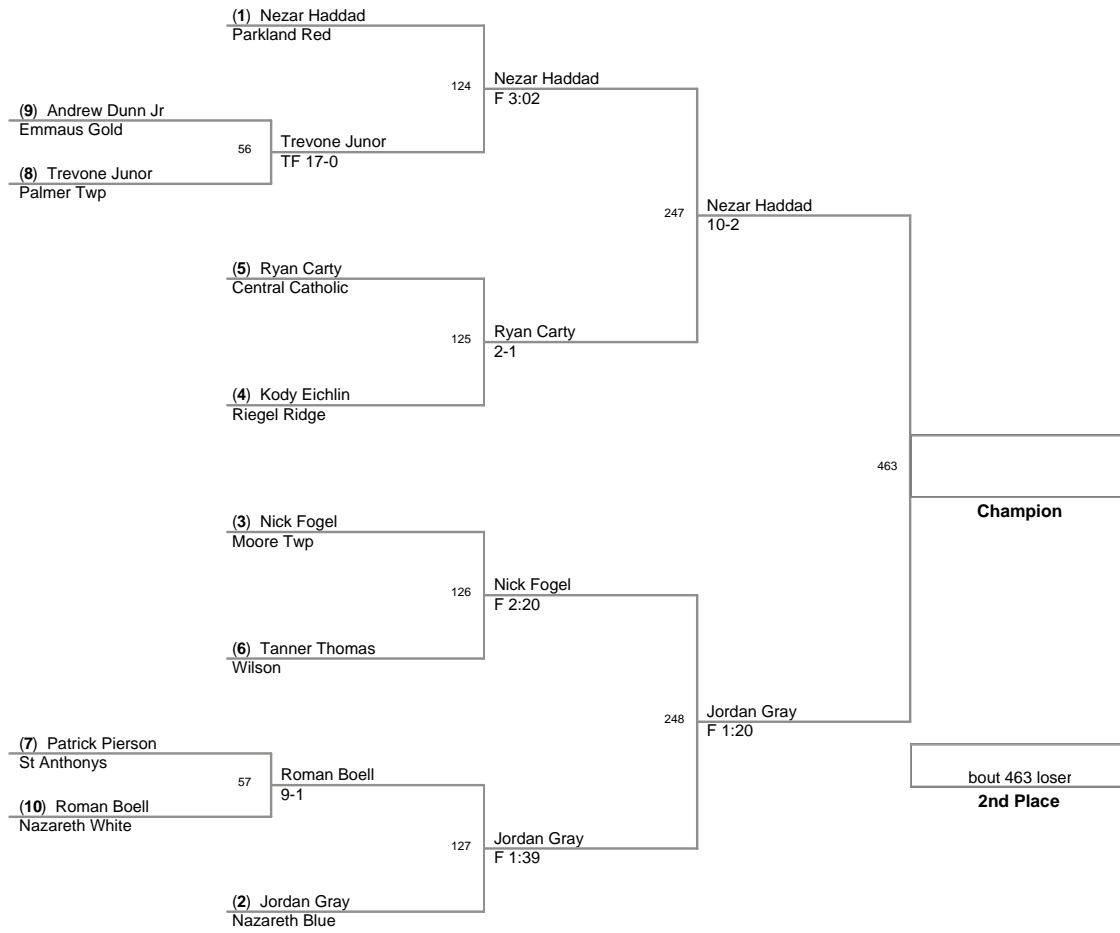 (1) Nezar Haddad
Parkland Red
124
Nezar Haddad
F 3:02
(9) Andrew Dunn Jr
Emmaus Gold
56
Trevone Junor
TF 17-0
(8) Trevone Junor
Palmer Twp
247
Nezar Haddad
10-2
(5) Ryan Carty
Central Catholic
125
Ryan Carty
2-1
(4) Kody Eichlin
Riegel Ridge
463
Champion
(3) Nick Fogel
Moore Twp
126
Nick Fogel
F 2:20
(6) Tanner Thomas
Wilson
248
Jordan Gray
F 1:20
(7) Patrick Pierson
St Anthonys
57
Roman Boell
9-1
(10) Roman Boell
Nazareth White
bout 463 loser
2nd Place
127
Jordan Gray
F 1:39
(2) Jordan Gray
Nazareth Blue